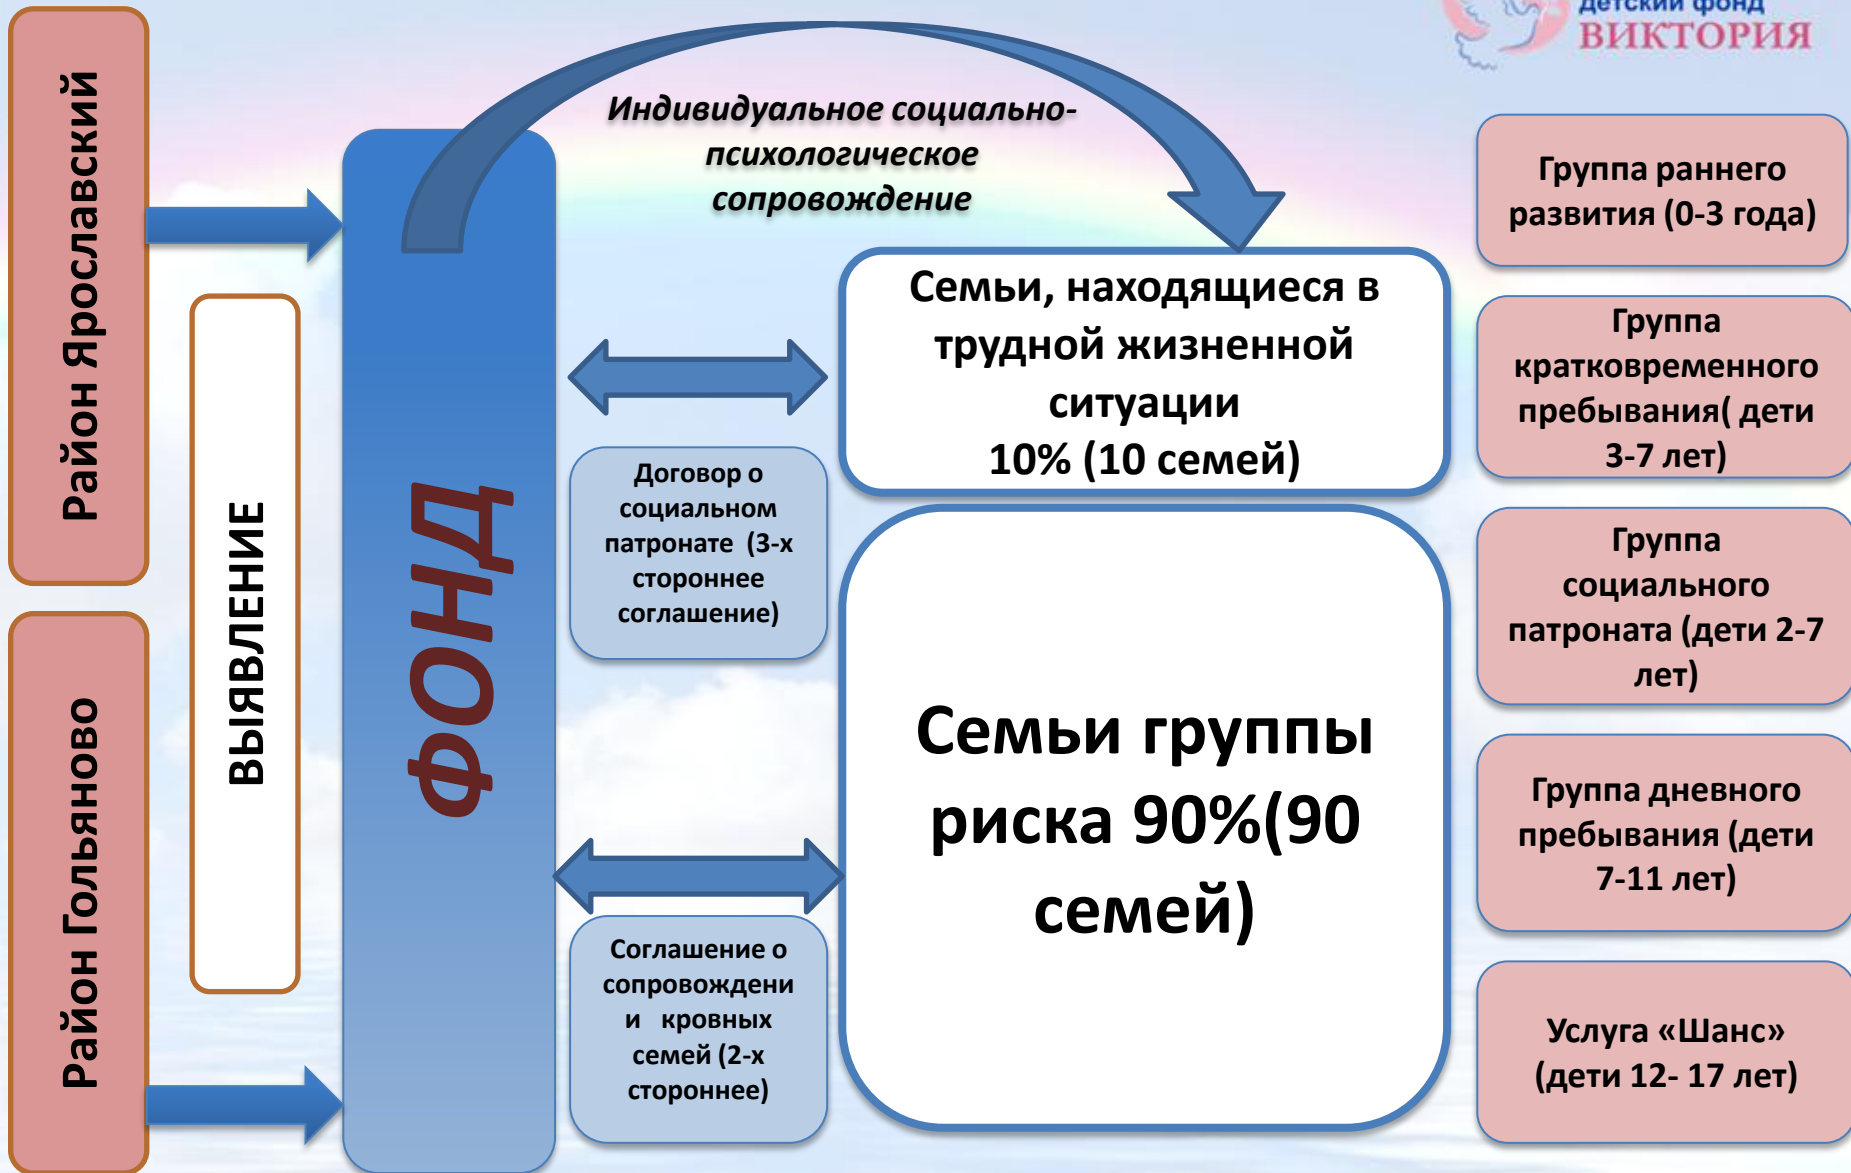 детский фонд
ВИКТОРИЯ
Район Ярославский
Район Гольяново
ВЫЯВЛЕНИЕ
ФОНД
Индивидуальное социально-
психологическое
сопровождение
Семьи, находящиеся в
трудной жизненной
ситуации
10% (10 семей)
Договор о
социальном
патронате (3-х
стороннее
соглашение)
Семьи группы
риска 90%(90
семей)
Соглашение о
сопровождени
и кровных
семей (2-х
стороннее)
Группа раннего
развития (0-3 года)
Группа
кратковременного
пребывания( дети
3-7 лет)
Группа
социального
патроната (дети 2-7
лет)
Группа дневного
пребывания (дети
7-11 лет)
Услуга «Шанс»
(дети 12- 17 лет)